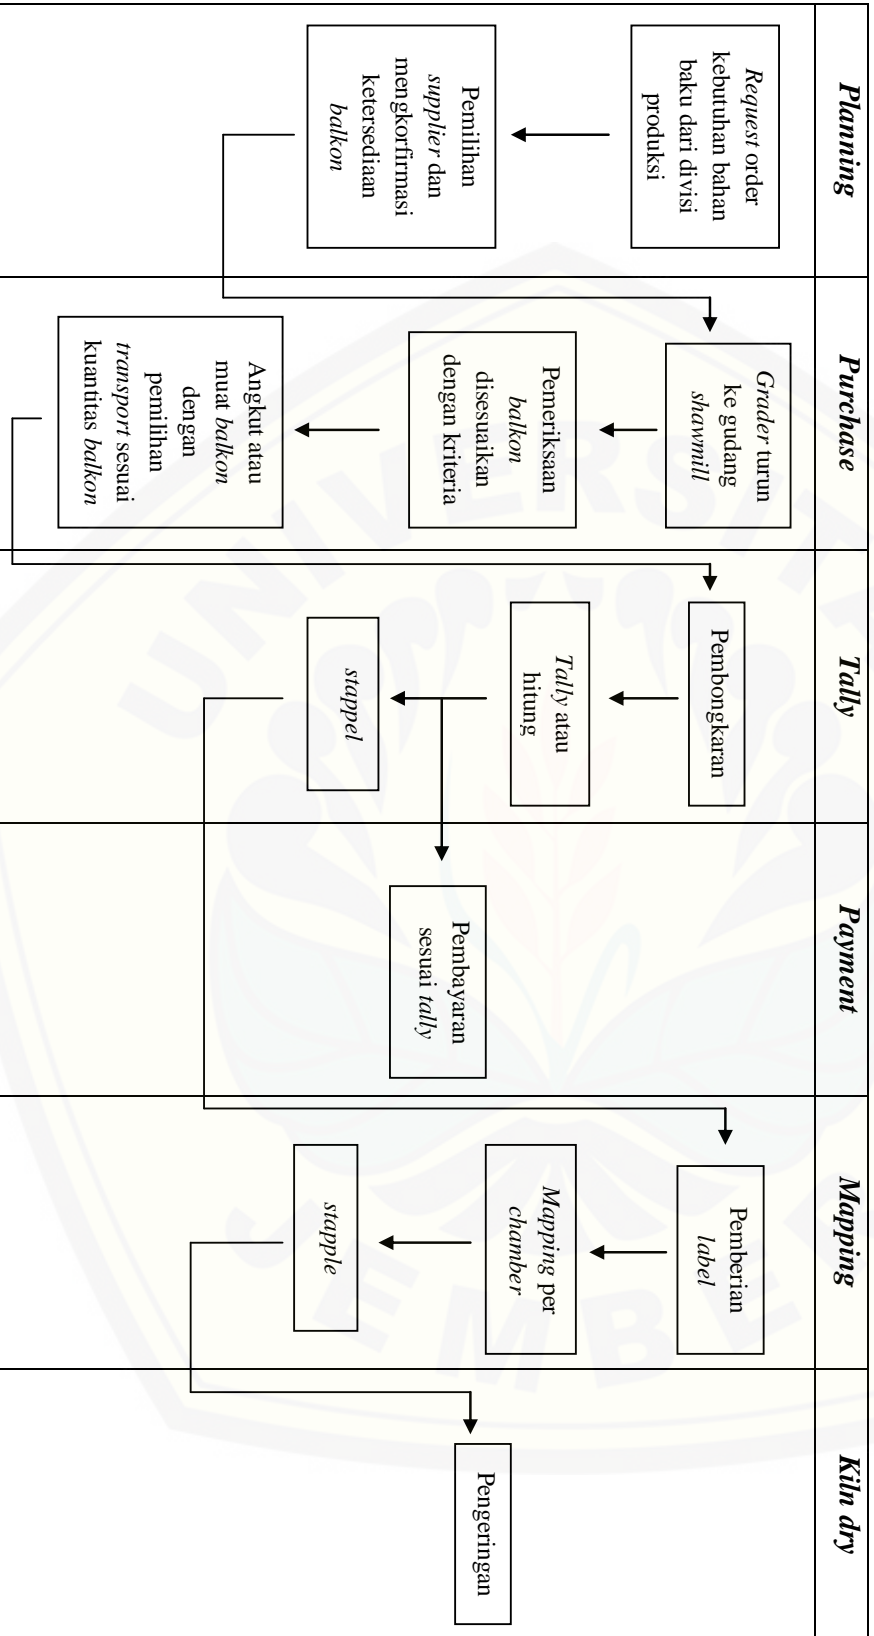 Planning
Purchase
Tally
Payment
Mapping
Kiln dry
Request order
kebutuhan bahan
baku dari divisi
produksi
Pemilihan
supplier dan
mengkorfirmasi
ketersediaan
balkon
Grader turun
ke gudang
shawmill
Pemeriksaan
balkon
disesuaikan
dengan kriteria
Angkut atau
muat balkon
dengan
pemilihan
transport sesuai
kuantitas balkon
Pembongkaran
Tally atau
hitung
stappel
Pembayaran
sesuai tally
Pemberian
label
Mapping per
chamber
stapple
Pengeringan
UNIVERSITAS
JEMBER